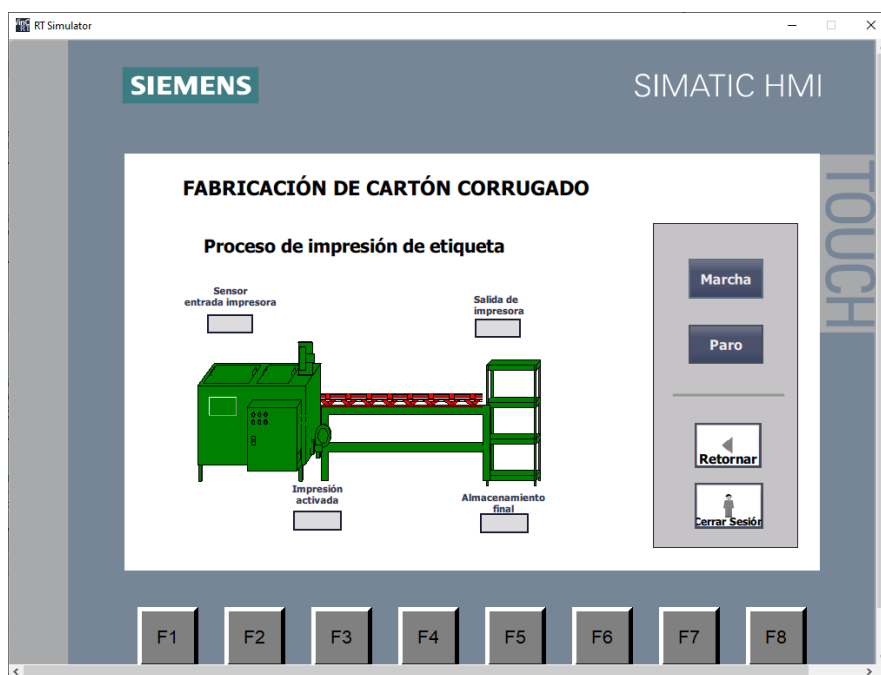 RT Simulator
SIEMENS
SIMATIC HMI
TOUCH
FABRICACIÓN DE CARTÓN CORRUGADO
Proceso de impresión de etiqueta
Sensor
entrada impresora
Salida de
impresora
Impresión
activada
Almacenamiento
final
Marcha
Paro
Retornar
Cerrar Sesión
F1
F2
F3
F4
F5
F6
F7
F8